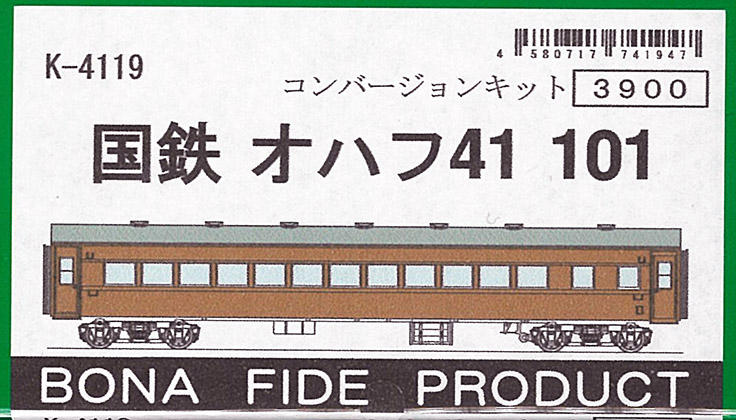 K-4119
4 580717 741947
コンバージョンキット 3900
国鉄 オハフ41 101
BONA FIDE PRODUCT